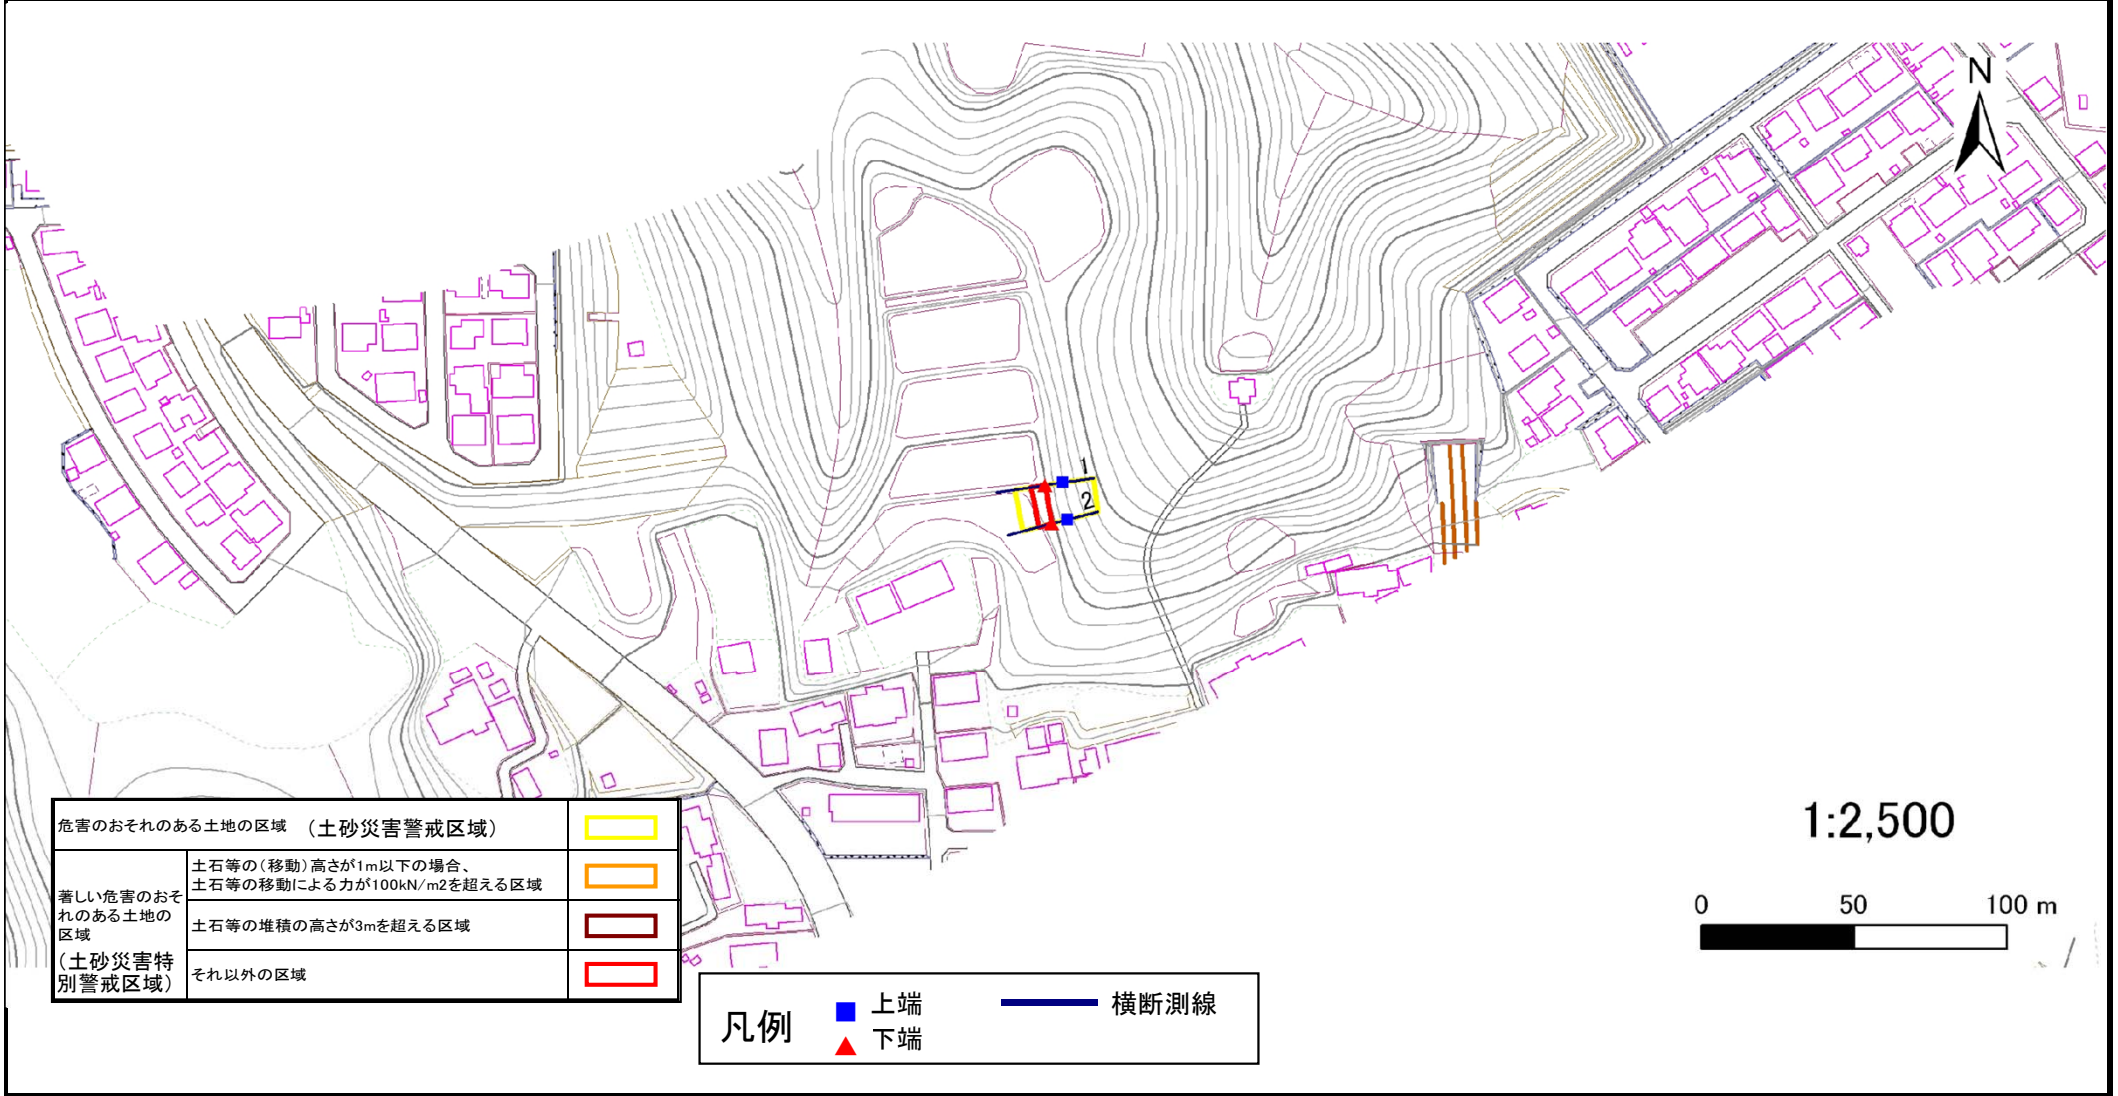 N
1
2
1:2,500
0 50 100 m
危害のおそれのある土地の区域 (土砂災害警戒区域)
著しい危害のおそ
れのある土地の
区域
(土砂災害特
別警戒区域)
土石等の(移動)高さが1m以下の場合、
土石等の移動による力が100kN/m2を超える区域
土石等の堆積の高さが3mを超える区域
それ以外の区域
凡例
上端
下端
横断測線